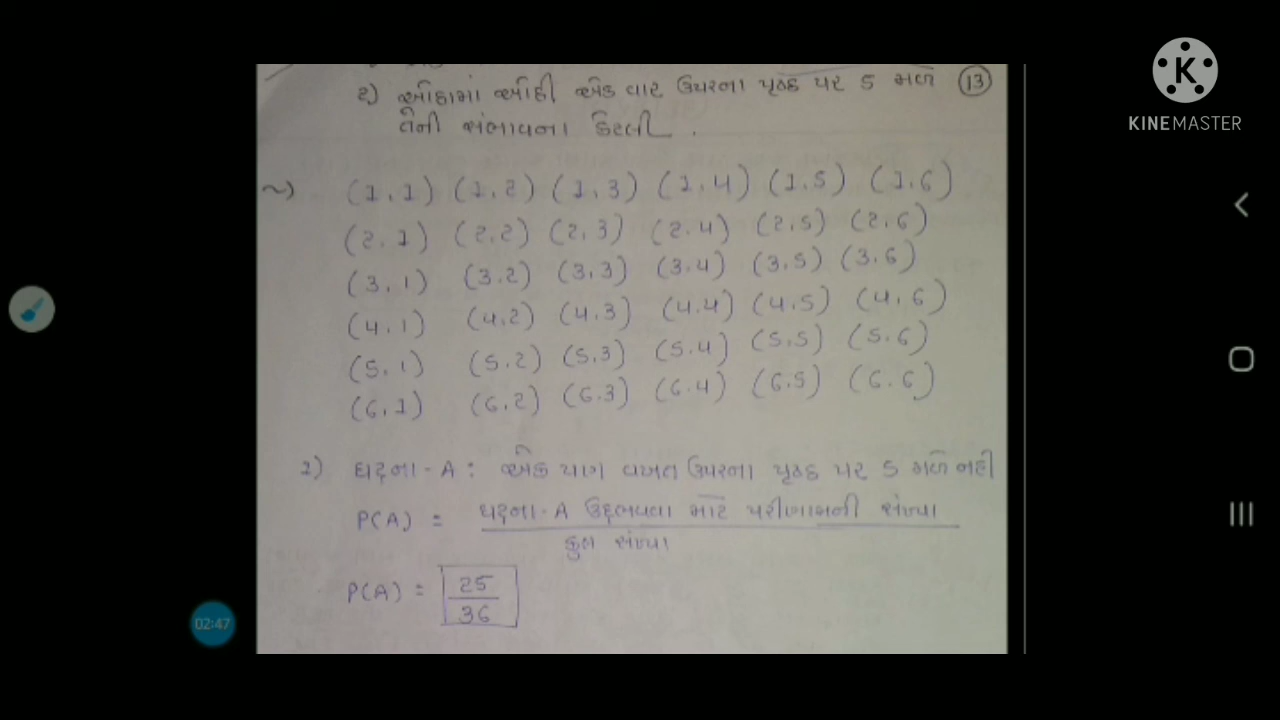 ૨) ઓછામાં ઓછી એક વાર ઉપરના પૃષ્ઠ પર 5 મળે (13)
તેની સંભાવના કેટલી .
~) (1,1) (1,2) (1,3) (1,4) (1,5) (1,6)
(2,1) (2,2) (2,3) (2,4) (2,5) (2,6)
(3,1) (3,2) (3,3) (3,4) (3,5) (3,6)
(4,1) (4,2) (4,3) (4,4) (4,5) (4,6)
(5,1) (5,2) (5,3) (5,4) (5,5) (5,6)
(6,1) (6,2) (6,3) (6,4) (6,5) (6,6)
1) ઘટના - A : એક પણ વખત ઉપરના પૃષ્ઠ પર 5 મળે નહી
P(A) = ઘટના-A ઉદ્દભવવા માટે પરીણામની સંખ્યા
કુલ સંખ્યા
P(A) = 25
36
KINEMASTER
02:47